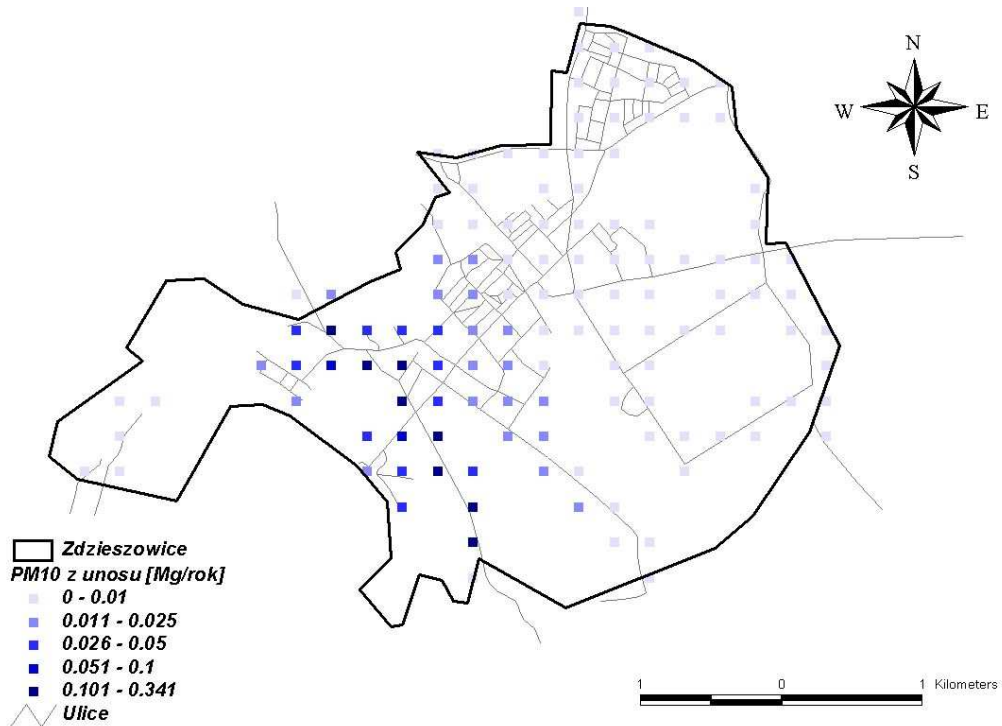 N
W E
S
Zdzieszowice
PM10 z unosu [Mg/rok]
0 - 0.01
0.011 - 0.025
0.026 - 0.05
0.051 - 0.1
0.101 - 0.341
Ulice
1 0 1 Kilometers